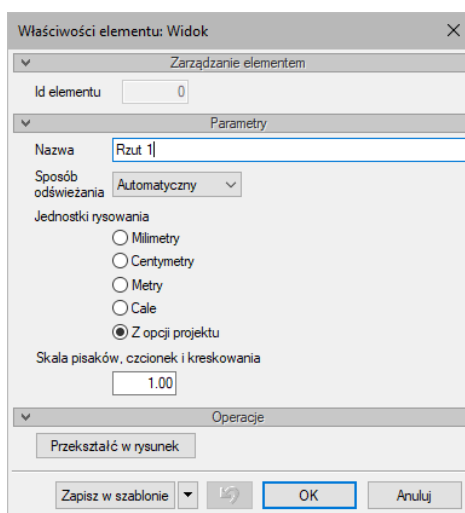 Właściwości elementu: Widok
Zarządzanie elementem
Id elementu 0
Parametry
Nazwa Rzut 1
Sposób
odświeżania Automatyczny
Jednostki rysowania
Milimetry
Centymetry
Metry
Cale
Z opcji projektu
Skala pisaków, czcionek i kreskowania
1.00
Operacje
Przekształć w rysunek
Zapisz w szablonie OK Anuluj